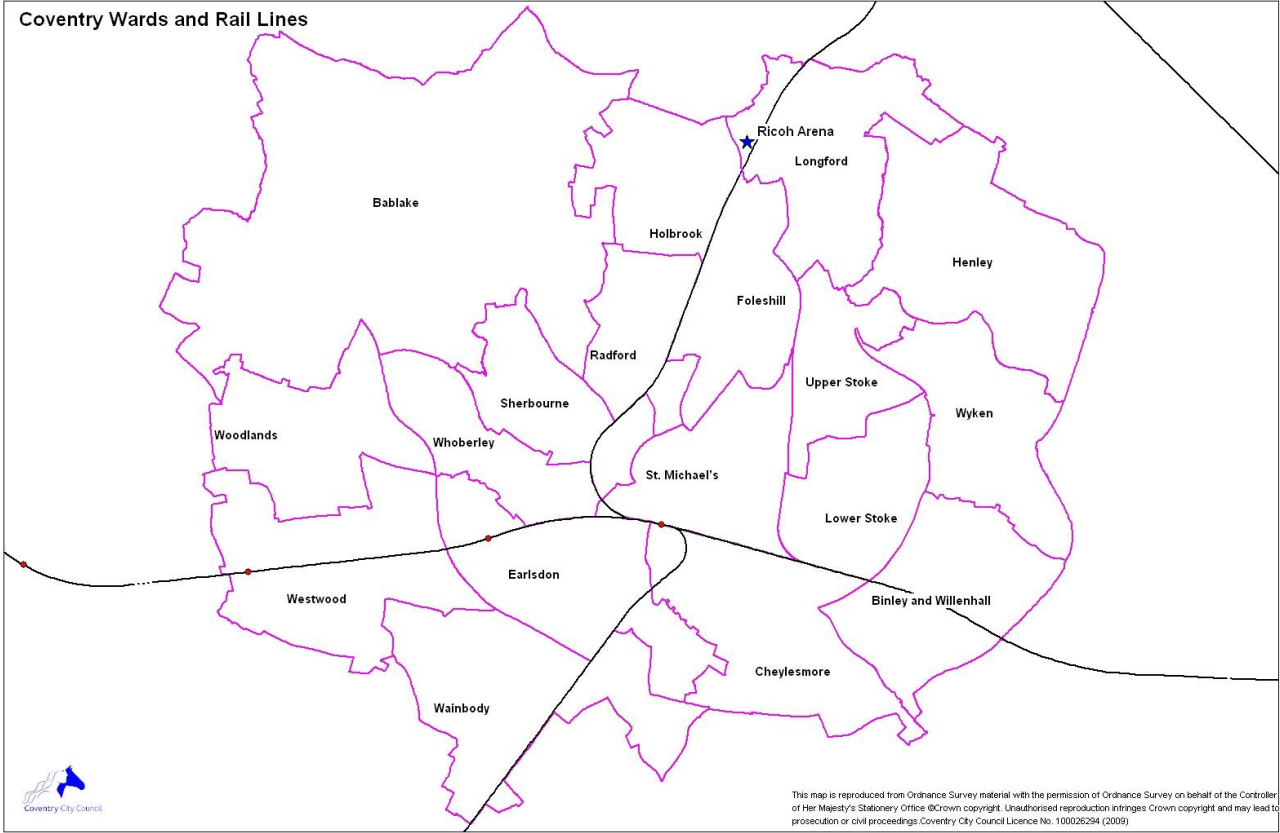 Coventry Wards and Rail Lines
Ricoh Arena
Longford
Bablake
Holbrook
Henley
Foleshill
Radford
Upper Stoke
Sherbourne
Wyken
Woodlands
Whoberley
St. Michael's
Lower Stoke
Earlsdon
Westwood
Binley and Willenhall
Cheylesmore
Wainbody
Coventry City Council
This map is reproduced from Ordnance Survey material with the permission of Ordnance Survey on behalf of the Controller
of Her Majesty's Stationery Office ©Crown copyright. Unauthorised reproduction infringes Crown copyright and may lead to
prosecution or civil proceedings.Coventry City Council Licence No. 100026294 (2009)